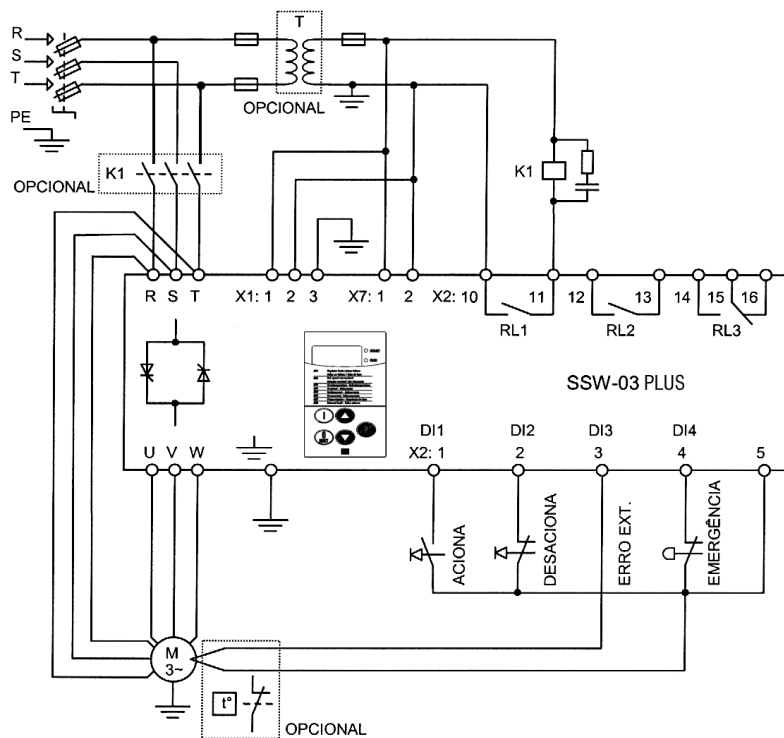 R
S
T
PE
T
OPCIONAL
K1
OPCIONAL
K1
R S T X1: 1 2 3 X7: 1 2 X2: 10 11 12 13 14 15 16
RL1 RL2 RL3
SSW-03 PLUS
I
U V W
DI1 DI2 DI3 DI4
X2: 1 2 3 4 5
ACIONA
DESACIONA
ERRO EXT.
EMERGÊNCIA
M
3~
t°
OPCIONAL